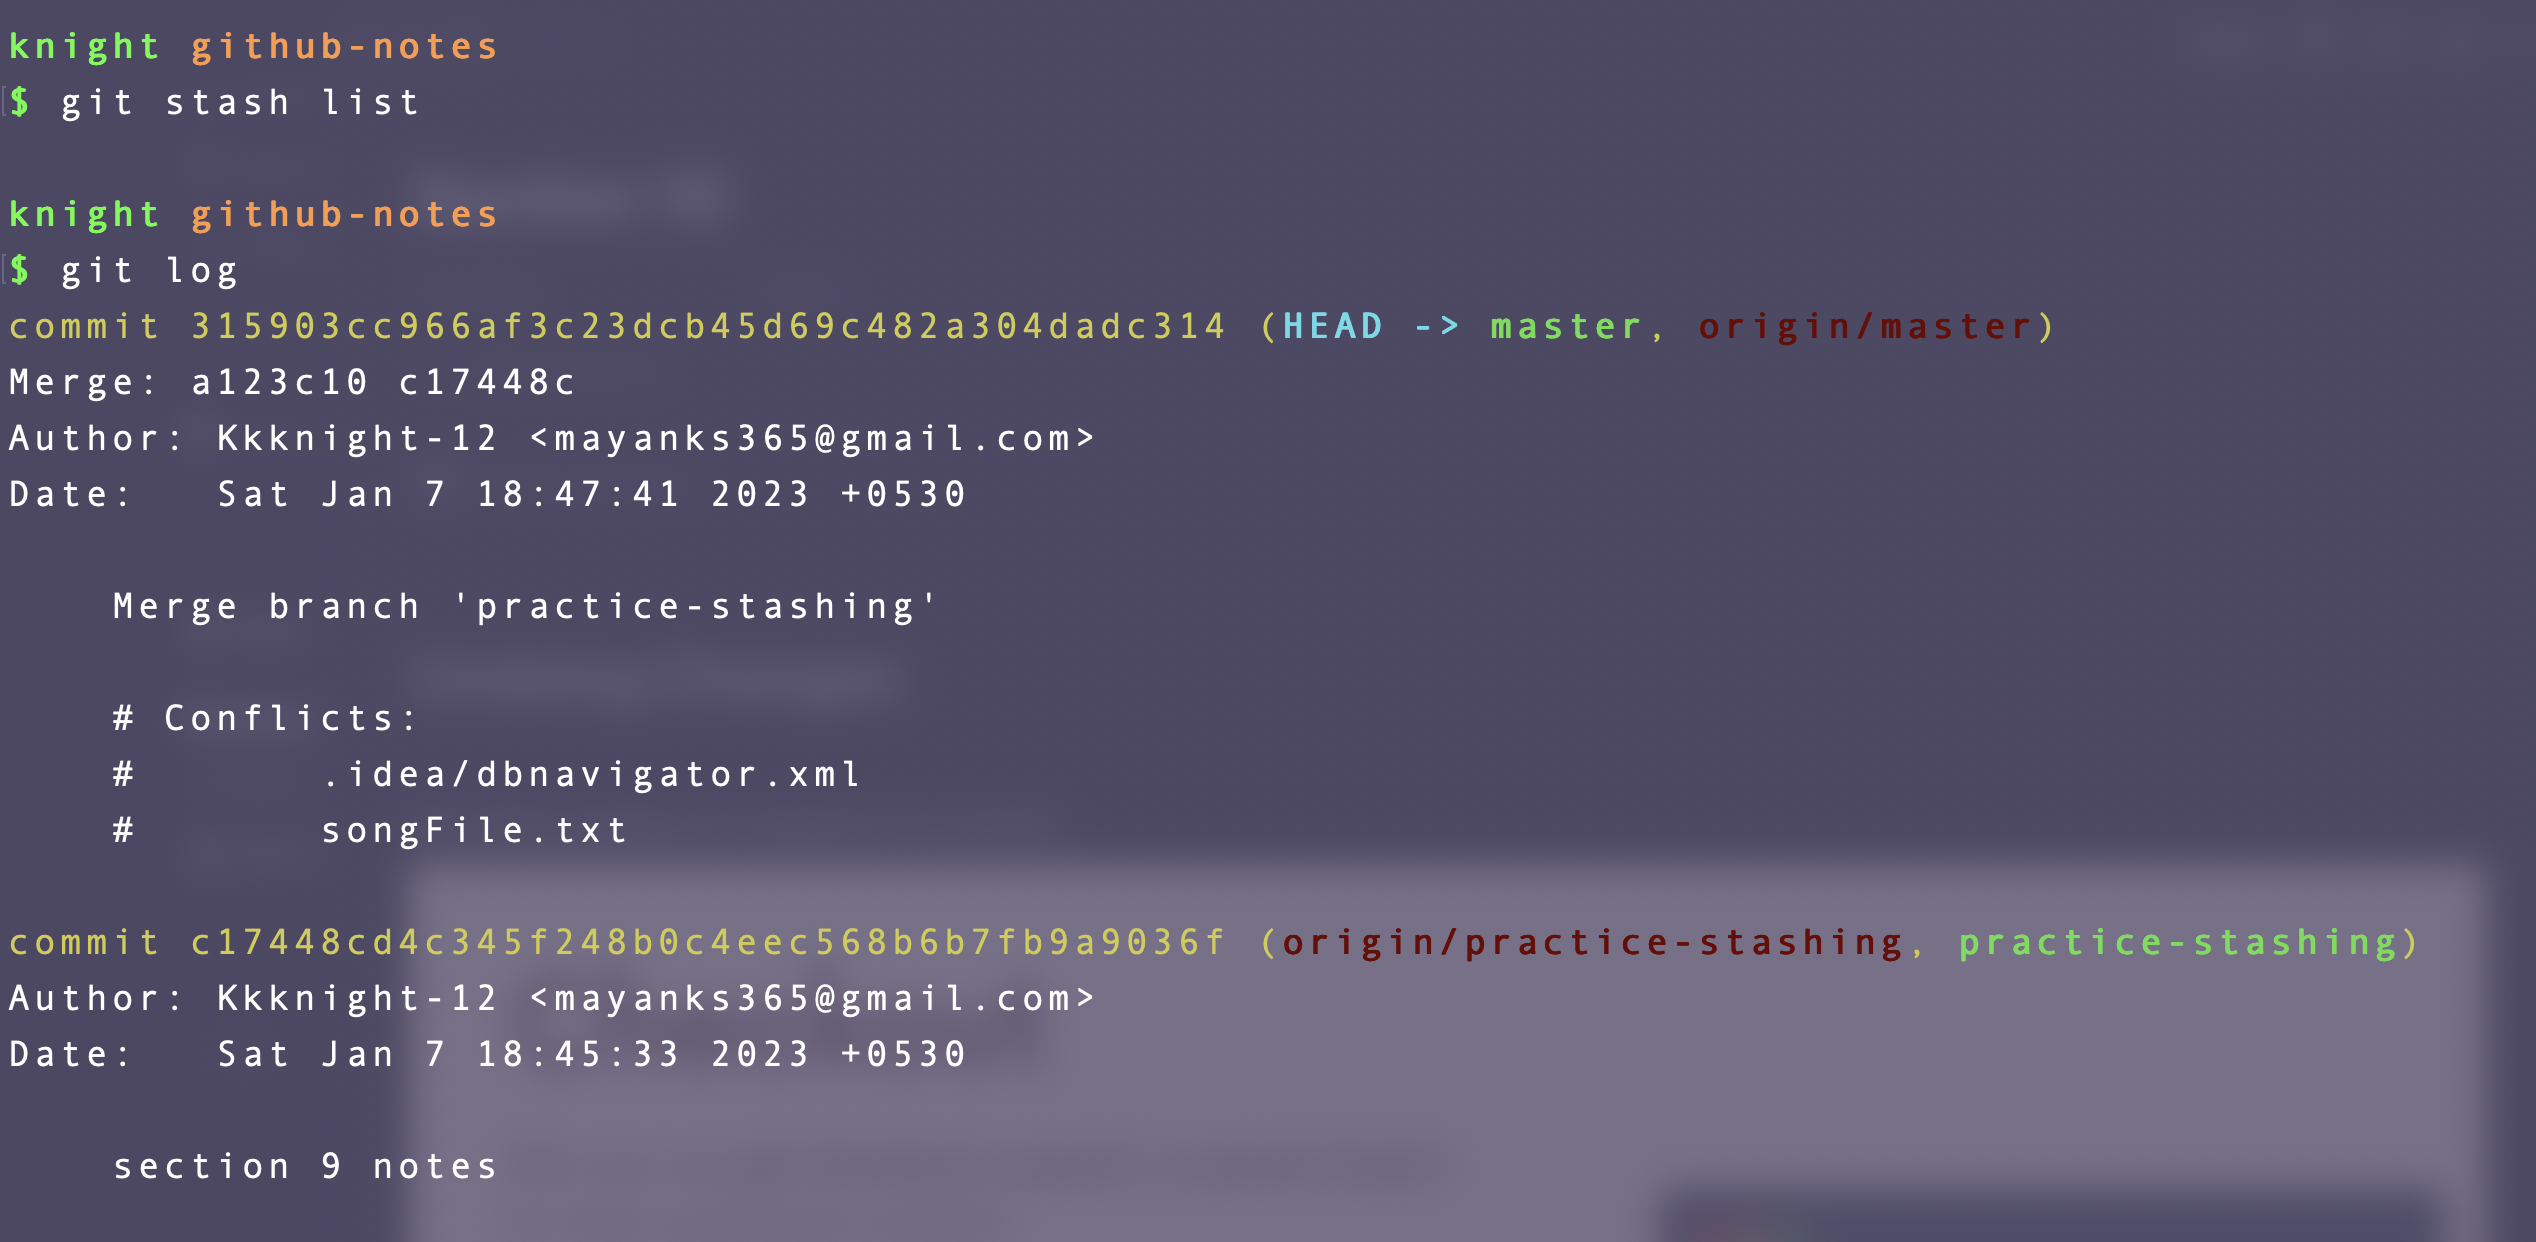 knight github-notes
$ git stash list
knight github-notes
$ git log
commit 315903cc966af3c23dcb45d69c482a304dadc314 (HEAD -> master, origin/master)
Merge: a123c10 c17448c
Author: Kkknight-12 <mayanks365@gmail.com>
Date:   Sat Jan 7 18:47:41 2023 +0530
    Merge branch 'practice-stashing'
    # Conflicts:
    #       .idea/dbnavigator.xml
    #       songFile.txt
commit c17448cd4c345f248b0c4eec568b6b7fb9a9036f (origin/practice-stashing, practice-stashing)
Author: Kkknight-12 <mayanks365@gmail.com>
Date:   Sat Jan 7 18:45:33 2023 +0530
    section 9 notes